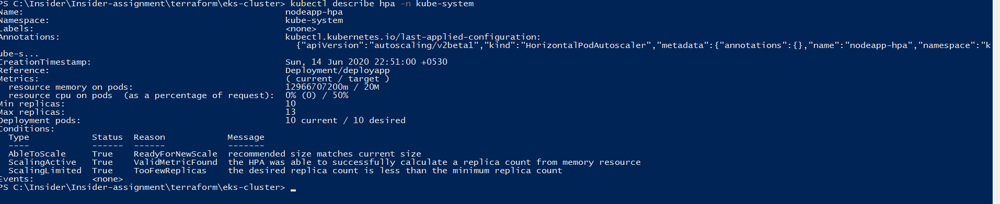 PS C:\Insider\Insider-assignment\terraform\eks-cluster> kubectl describe hpa -n kube-system
Name: nodeapp-hpa
Namespace: kube-system
Labels: <none>
Annotations: kubectl.kubernetes.io/last-applied-configuration:
{"apiVersion":"autoscaling/v2beta1","kind":"HorizontalPodAutoscaler","metadata":{"annotations":{},"name":"nodeapp-hpa","namespace":"k
ube-s...
CreationTimestamp: Sun, 14 Jun 2020 22:51:00 +0530
Reference: Deployment/deployapp
Metrics: ( current / target )
resource memory on pods: 12966707200m / 20M
resource cpu on pods (as a percentage of request): 0% (0) / 50%
Min replicas: 10
Max replicas: 13
Deployment pods: 10 current / 10 desired
Conditions:
Type Status Reason Message
---- ------ ------ -------
AbleToScale True ReadyForNewScale recommended size matches current size
ScalingActive True ValidMetricFound the HPA was able to successfully calculate a replica count from memory resource
ScalingLimited True TooFewReplicas the desired replica count is less than the minimum replica count
Events: <none>
PS C:\Insider\Insider-assignment\terraform\eks-cluster> _